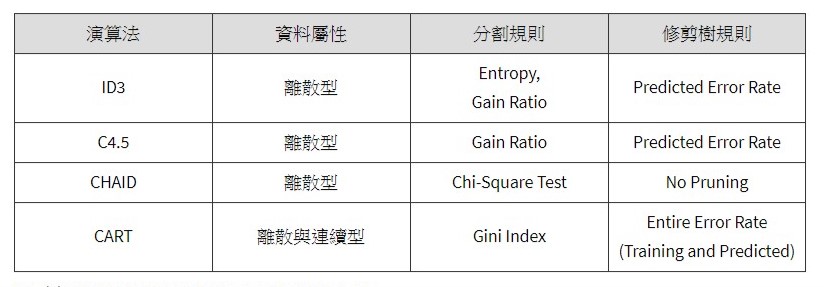 演算法 資料屬性 分割規則 修剪樹規則
ID3 離散型 Entropy, Gain Ratio Predicted Error Rate
C4.5 離散型 Gain Ratio Predicted Error Rate
CHAID 離散型 Chi-Square Test No Pruning
CART 離散與連續型 Gini Index Entire Error Rate (Training and Predicted)